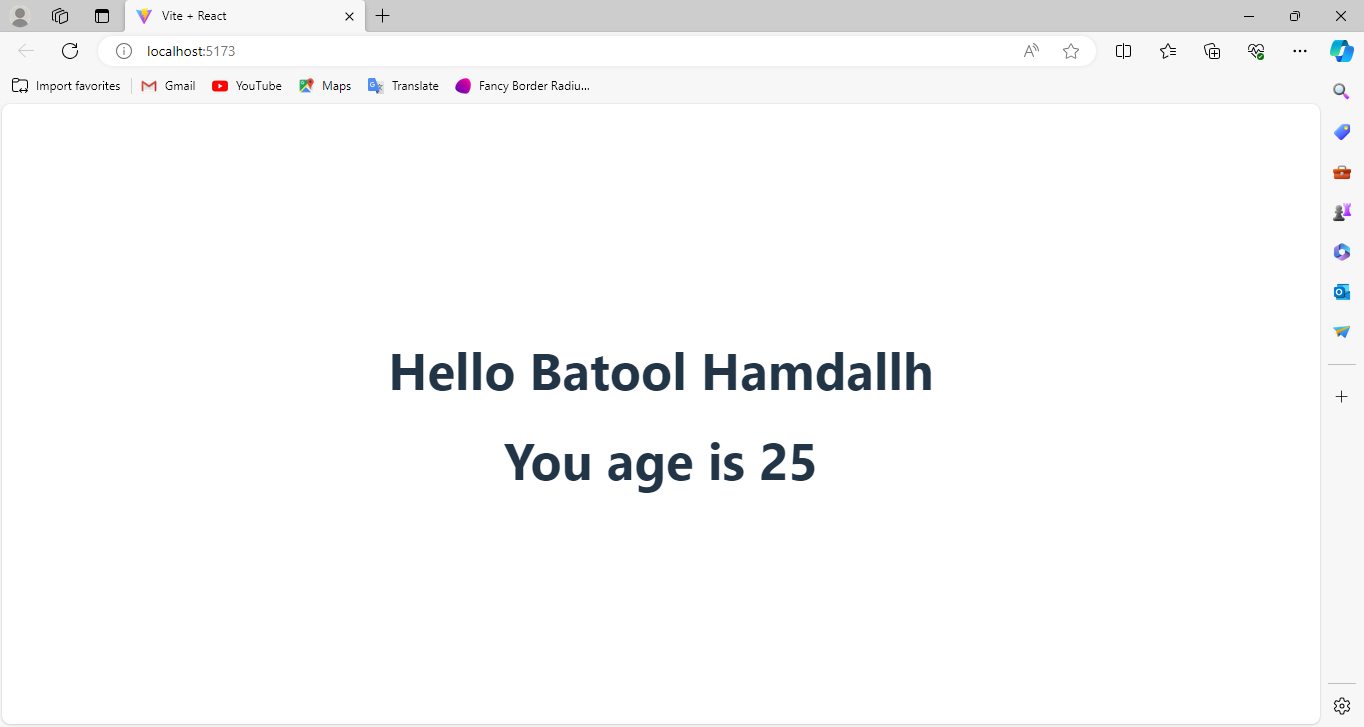 Vite + React
localhost:5173
Import favorites
Gmail
YouTube
Maps
Translate
Fancy Border Radiu...
Hello Batool Hamdallh
You age is 25